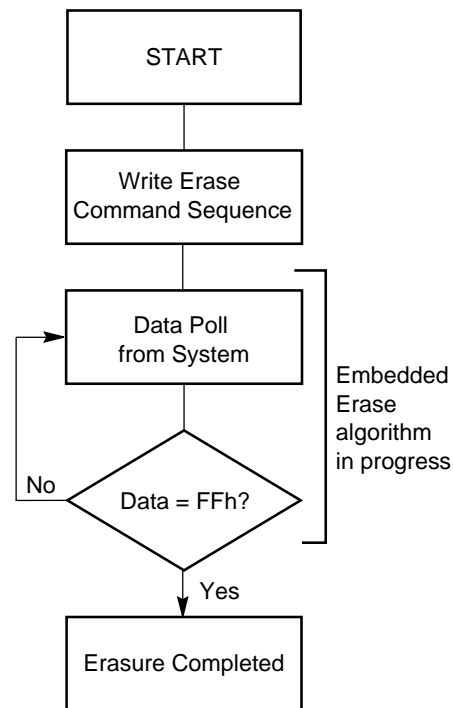 START
Write Erase
Command Sequence
Data Poll
from System
Embedded
Erase
algorithm
in progress
No
Data = FFh?
Yes
Erasure Completed